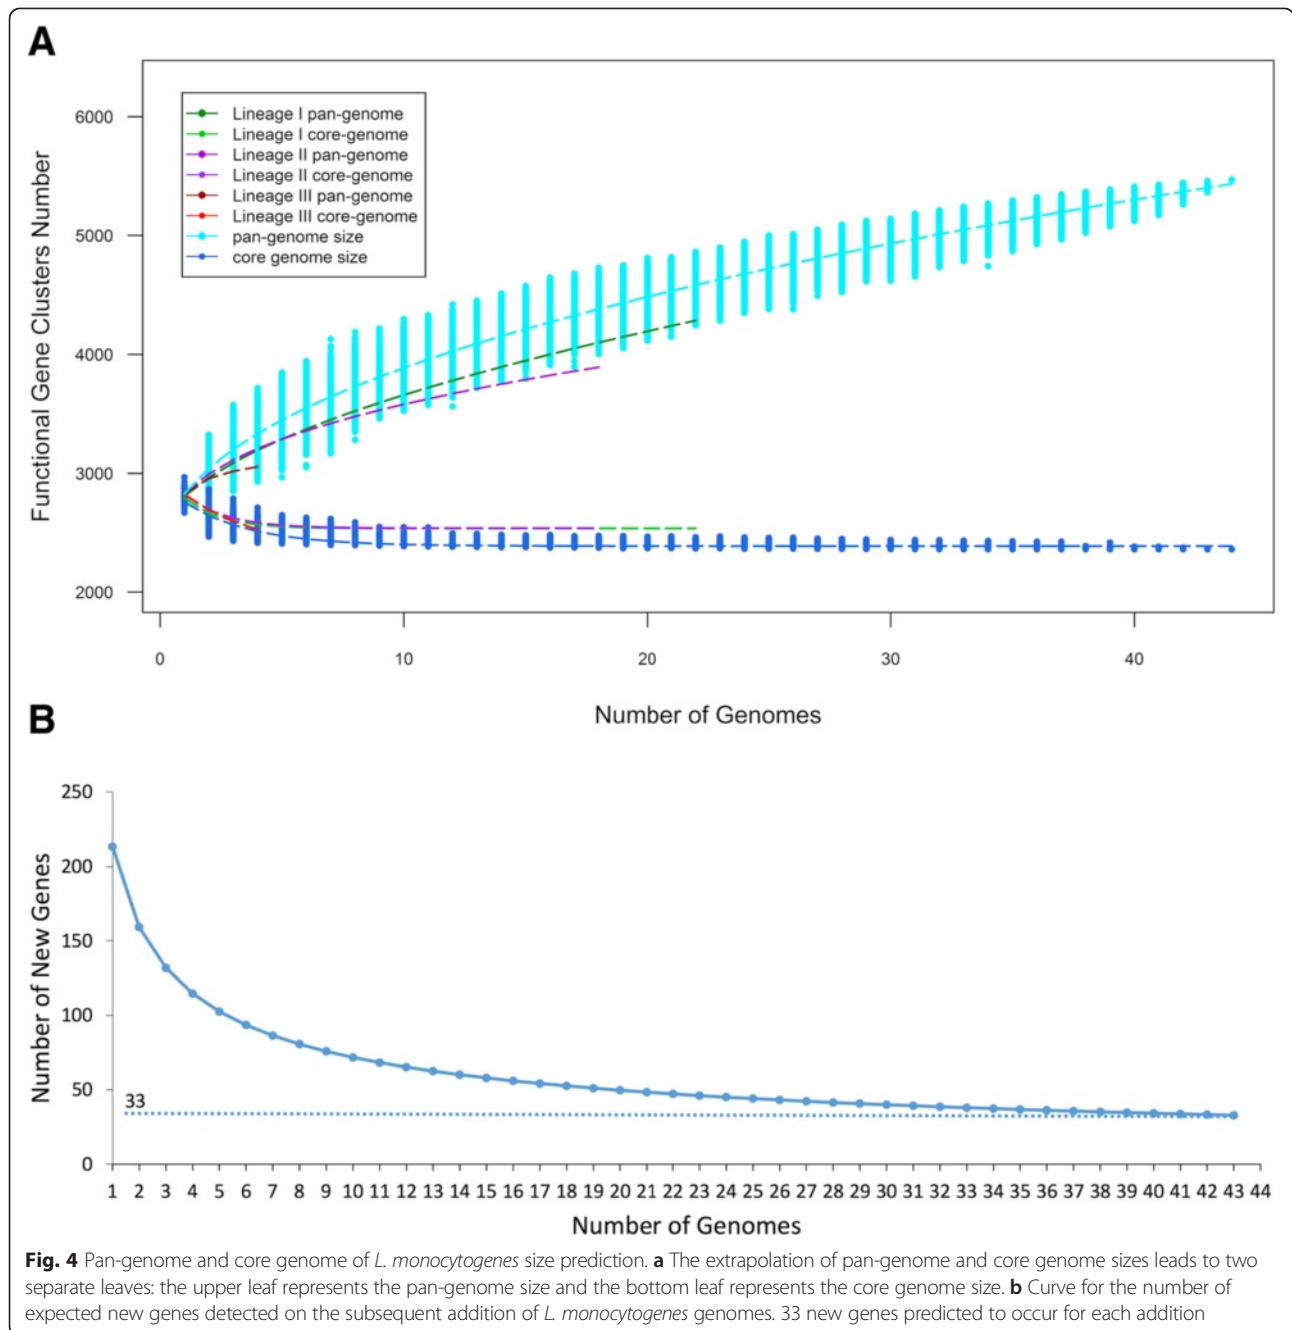 A
Functional Gene Clusters Number
6000
5000
4000
3000
2000
Lineage I pan-genome
Lineage I core-genome
Lineage II pan-genome
Lineage II core-genome
Lineage III pan-genome
Lineage III core-genome
pan-genome size
core genome size
0 10 20 30 40
Number of Genomes
B
Number of New Genes
250
200
150
100
50
0
33
1 2 3 4 5 6 7 8 9 10 11 12 13 14 15 16 17 18 19 20 21 22 23 24 25 26 27 28 29 30 31 32 33 34 35 36 37 38 39 40 41 42 43 44
Number of Genomes
Fig. 4 Pan-genome and core genome of L. monocytogenes size prediction. a The extrapolation of pan-genome and core genome sizes leads to two
separate leaves: the upper leaf represents the pan-genome size and the bottom leaf represents the core genome size. b Curve for the number of
expected new genes detected on the subsequent addition of L. monocytogenes genomes. 33 new genes predicted to occur for each addition